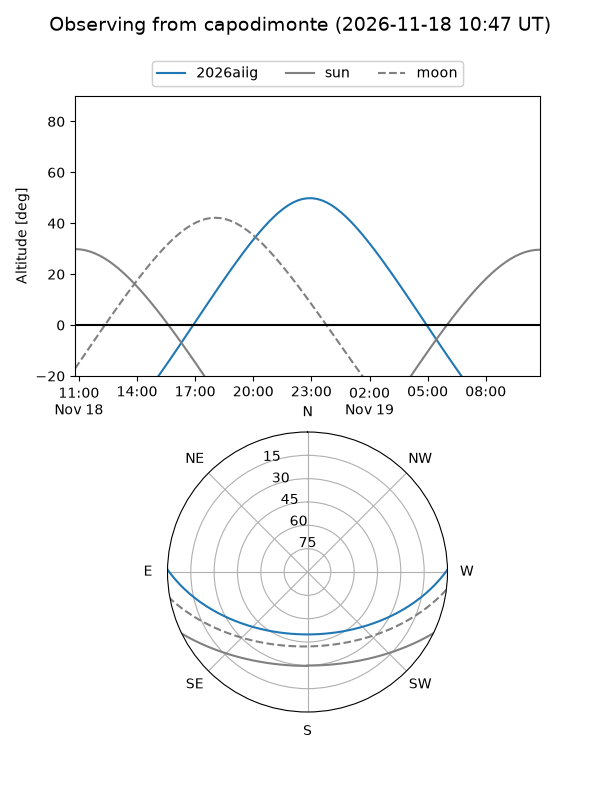 Observing from capodimonte (2026-11-18 10:47 UT)
2026aiig sun moon
Altitude [deg]
80
60
40
20
0
−20
11:00 14:00 17:00 20:00 23:00 02:00 05:00 08:00
Nov 18 Nov 19
N
NE NW
15
30
45
60
75
E W
SE SW
S